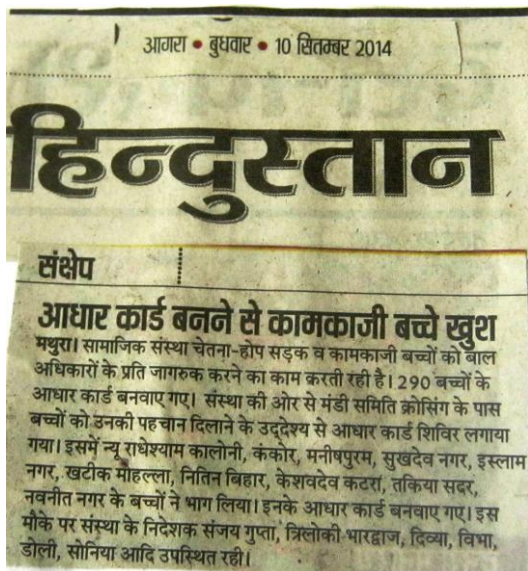 आगरा • बुधवार • 10 सितम्बर 2014
हिन्दुस्तान
संक्षेप
आधार कार्ड बनने से कामकाजी बच्चे खुश
मथुरा। सामाजिक संस्था चेतना-होप सड़क व कामकाजी बच्चों को बाल
अधिकारों के प्रति जागरुक करने का काम करती रही है। 290 बच्चों के
आधार कार्ड बनवाए गए। संस्था की ओर से मंडी समिति क्रोसिंग के पास
बच्चों को उनकी पहचान दिलाने के उद्देश्य से आधार कार्ड शिविर लगाया
गया। इसमें न्यू राधेश्याम कालोनी, कंकोर, मनीषपुरम, सुखदेव नगर, इस्लाम
नगर, खटीक मोहल्ला, नितिन बिहार, केशवदेव कटरा, तकिया सदर,
नवनीत नगर के बच्चों ने भाग लिया। इनके आधार कार्ड बनवाए गए। इस
मौके पर संस्था के निदेशक संजय गुप्ता, त्रिलोकी भारद्वाज, दिव्या, विभा,
डोली, सोनिया आदि उपस्थित रही।